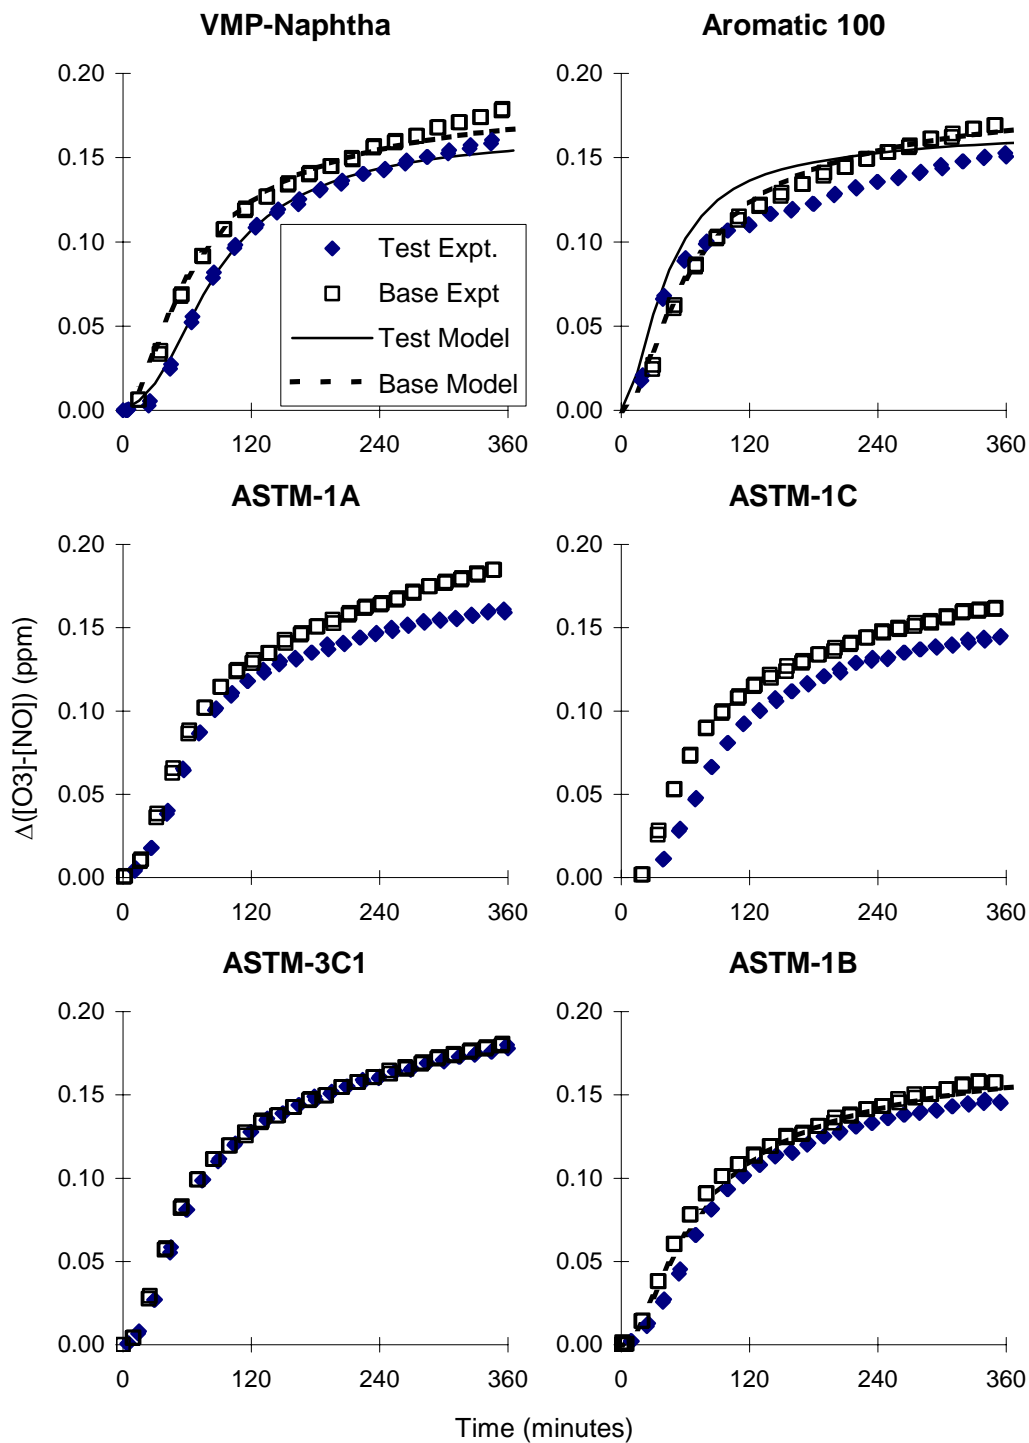 VMP-Naphtha
Aromatic 100
0.20
0.15
0.10
0.05
0.00
0 120 240 360
Test Expt.
Base Expt
Test Model
Base Model
0.20
0.15
0.10
0.05
0.00
0 120 240 360
ASTM-1A
ASTM-1C
Δ([O3]-[NO]) (ppm)
0.20
0.15
0.10
0.05
0.00
0 120 240 360
0.20
0.15
0.10
0.05
0.00
0 120 240 360
ASTM-3C1
ASTM-1B
0.20
0.15
0.10
0.05
0.00
0 120 240 360
0.20
0.15
0.10
0.05
0.00
0 120 240 360
Time (minutes)